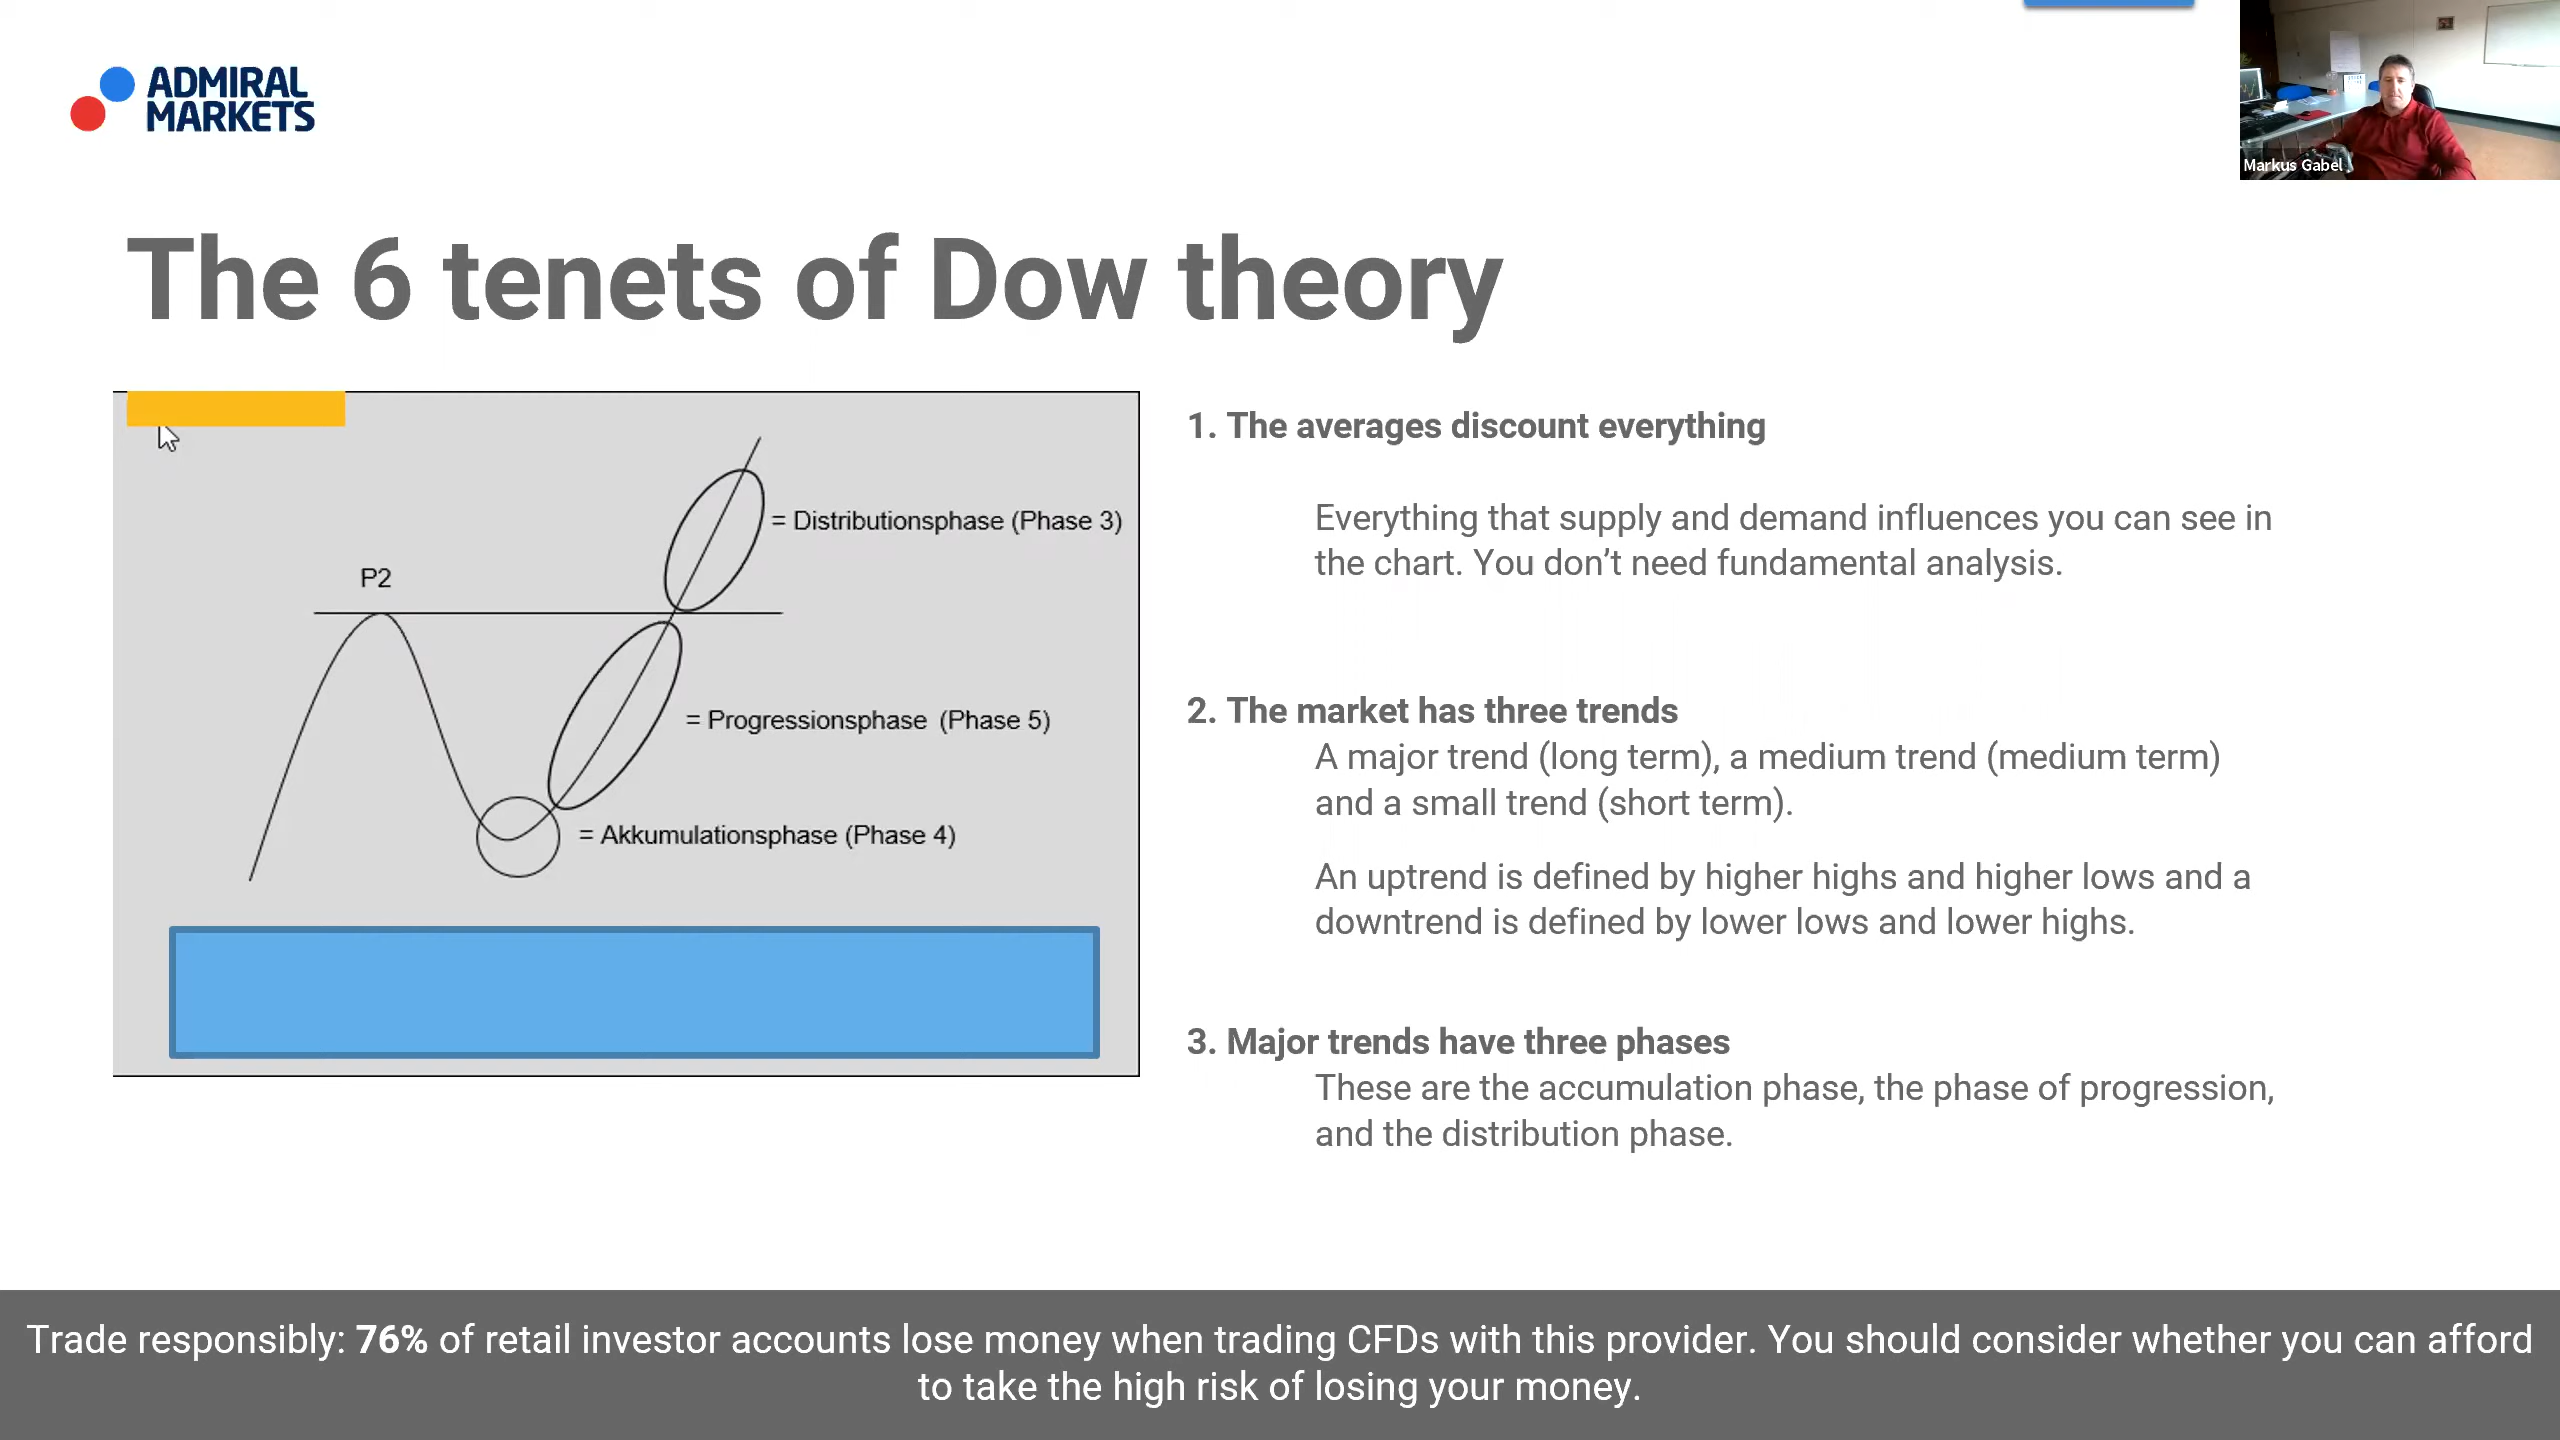 ADMIRAL
MARKETS
Markus Gabel
The 6 tenets of Dow theory
= Distributionsphase (Phase 3)
P2
= Progressionsphase (Phase 5)
= Akkumulationsphase (Phase 4)
1. The averages discount everything
Everything that supply and demand influences you can see in
the chart. You don’t need fundamental analysis.
2. The market has three trends
A major trend (long term), a medium trend (medium term)
and a small trend (short term).
An uptrend is defined by higher highs and higher lows and a
downtrend is defined by lower lows and lower highs.
3. Major trends have three phases
These are the accumulation phase, the phase of progression,
and the distribution phase.
Trade responsibly: 76% of retail investor accounts lose money when trading CFDs with this provider. You should consider whether you can afford
to take the high risk of losing your money.